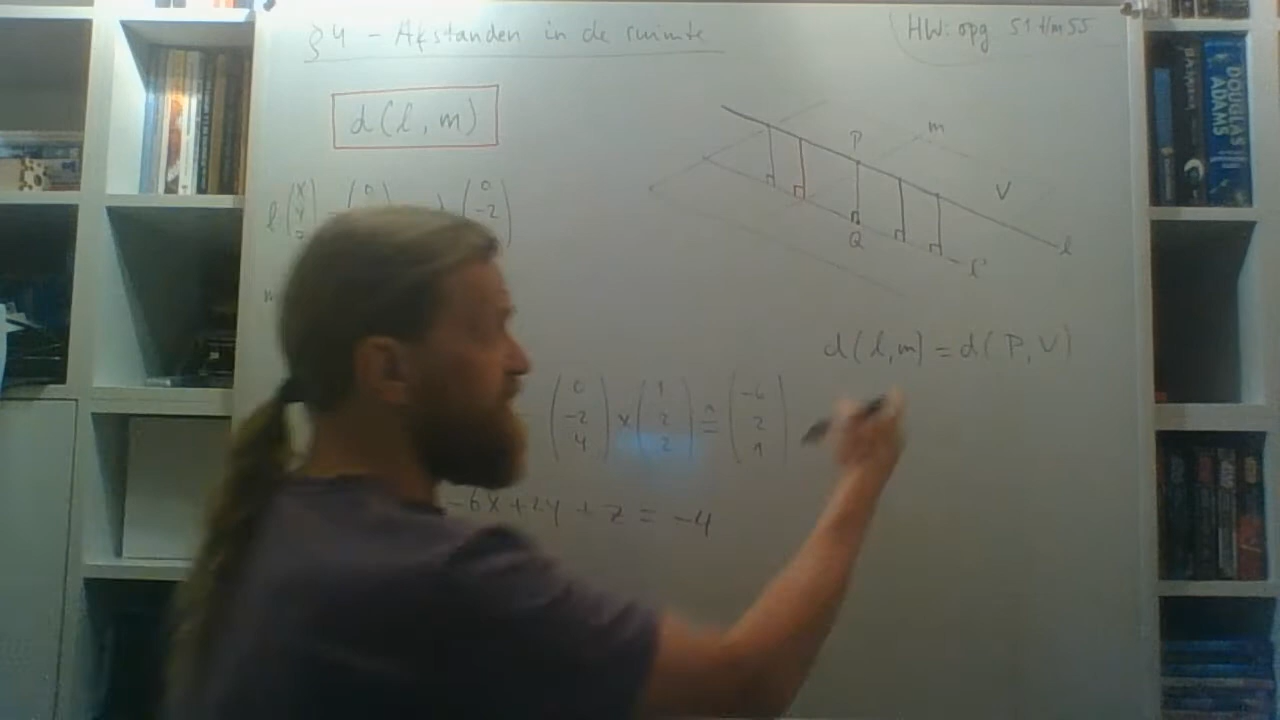 §4 - Afstanden in de ruimte
HW: opg 51 t/m 55
d(l, m)
l: (x y z) (0 (0 -2
P
m
V
Q
l'
l
d(l, m) = d(P, V)
(0 -2 4) × (1 2 2) ≙ (-6 2 1)
-6x + 2y + z = -4
DOUGLAS ADAMS